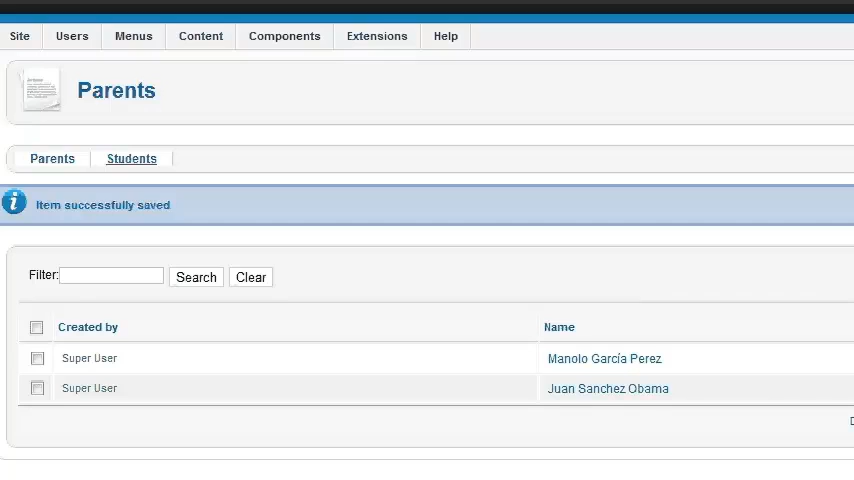 Site Users Menus Content Components Extensions Help
Parents
Parents Students
Item successfully saved
Filter: Search Clear
Created by Name
Super User Manolo García Perez
Super User Juan Sanchez Obama